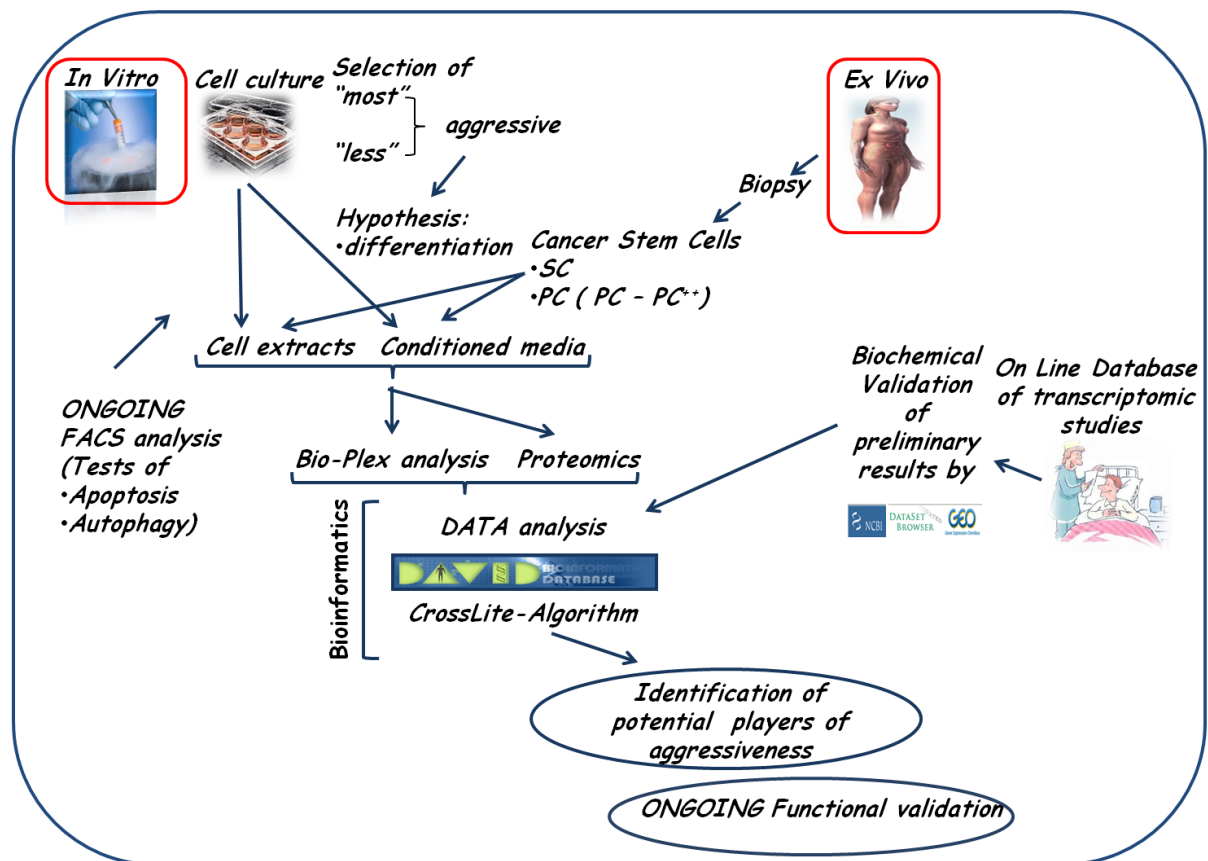 In Vitro
Cell culture
Selection of
“most”
aggressive
“less”
Hypothesis:
•differentiation
Ex Vivo
Biopsy
Cancer Stem Cells
•SC
•PC ( PC – PC⁺⁺)
Cell extracts
Conditioned media
ONGOING
FACS analysis
(Tests of
•Apoptosis
•Autophagy)
Bio-Plex analysis
Proteomics
Biochemical
Validation
of
preliminary
results by
On Line Database
of transcriptomic
studies
NCBI
DATASET
BROWSER
GEO
Gene Expression Omnibus
Bioinformatics
DATA analysis
DAVID
DATABASE
CrossLite-Algorithm
Identification of
potential players of
aggressiveness
ONGOING Functional validation